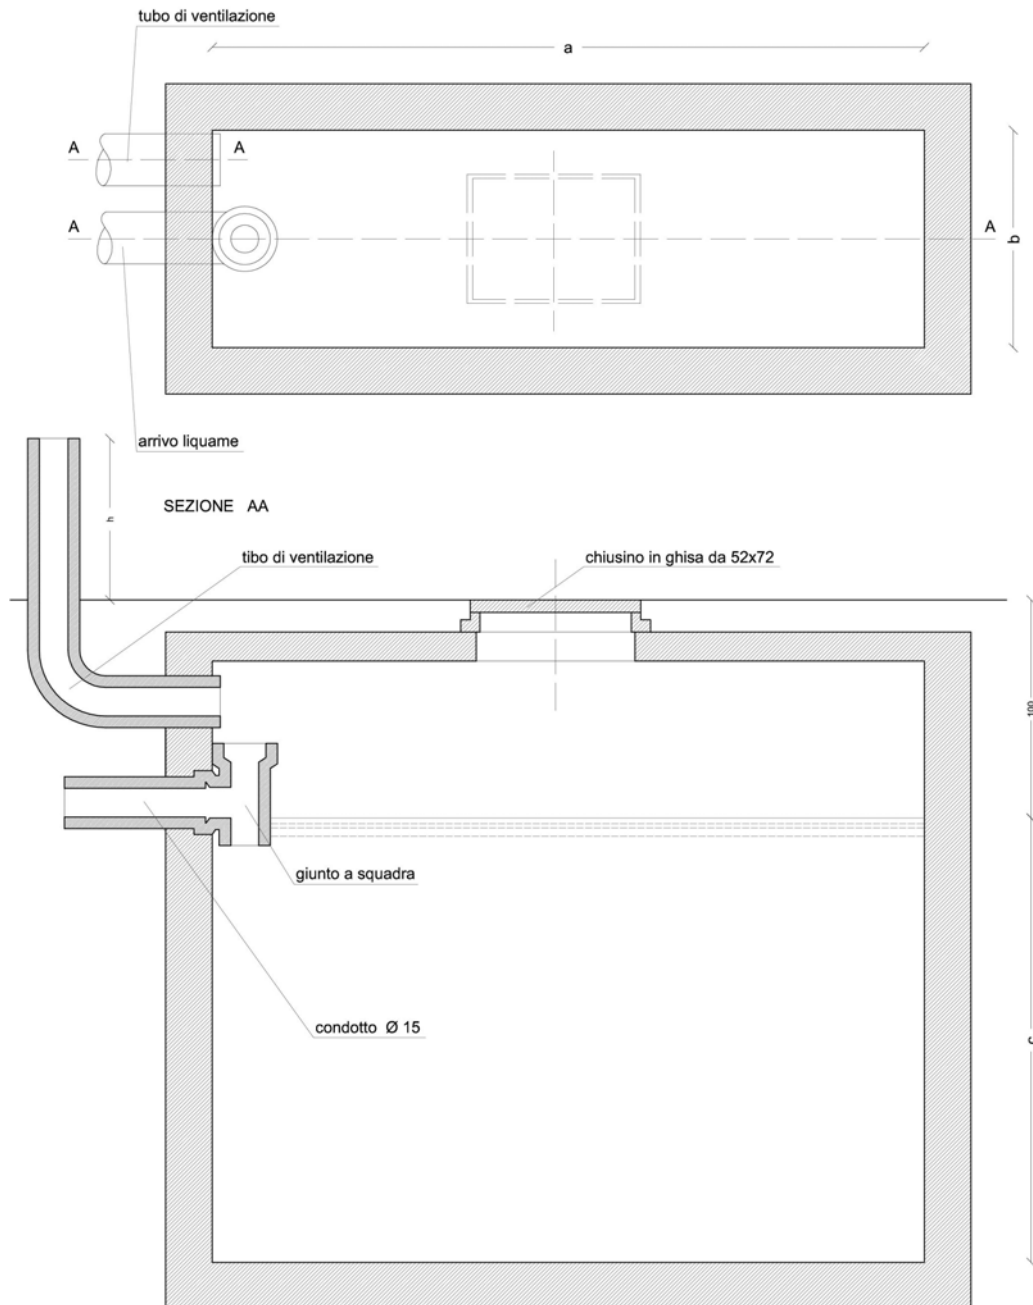 tubo di ventilazione
a
A
A
A
A
b
arrivo liquame
h
SEZIONE AA
tibo di ventilazione
chiusino in ghisa da 52x72
100
giunto a squadra
condotto Ø 15
c